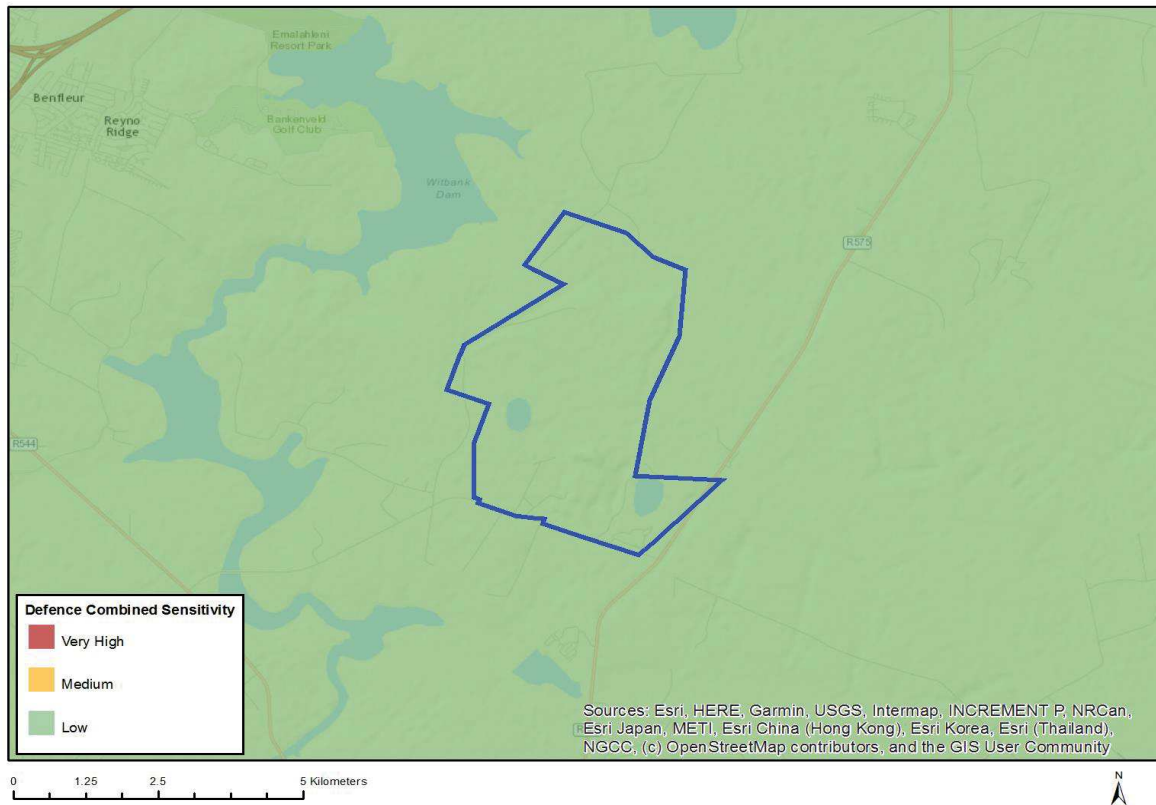 Emalahleni
Resort Park
Benfleur
Reyno
Ridge
Bankenveld
Golf Club
Witbank
Dam
R575
R544
Defence Combined Sensitivity
Very High
Medium
Low
Sources: Esri, HERE, Garmin, USGS, Intermap, INCREMENT P, NRCan,
Esri Japan, METI, Esri China (Hong Kong), Esri Korea, Esri (Thailand),
NGCC, (c) OpenStreetMap contributors, and the GIS User Community
0 1.25 2.5 5 Kilometers
N